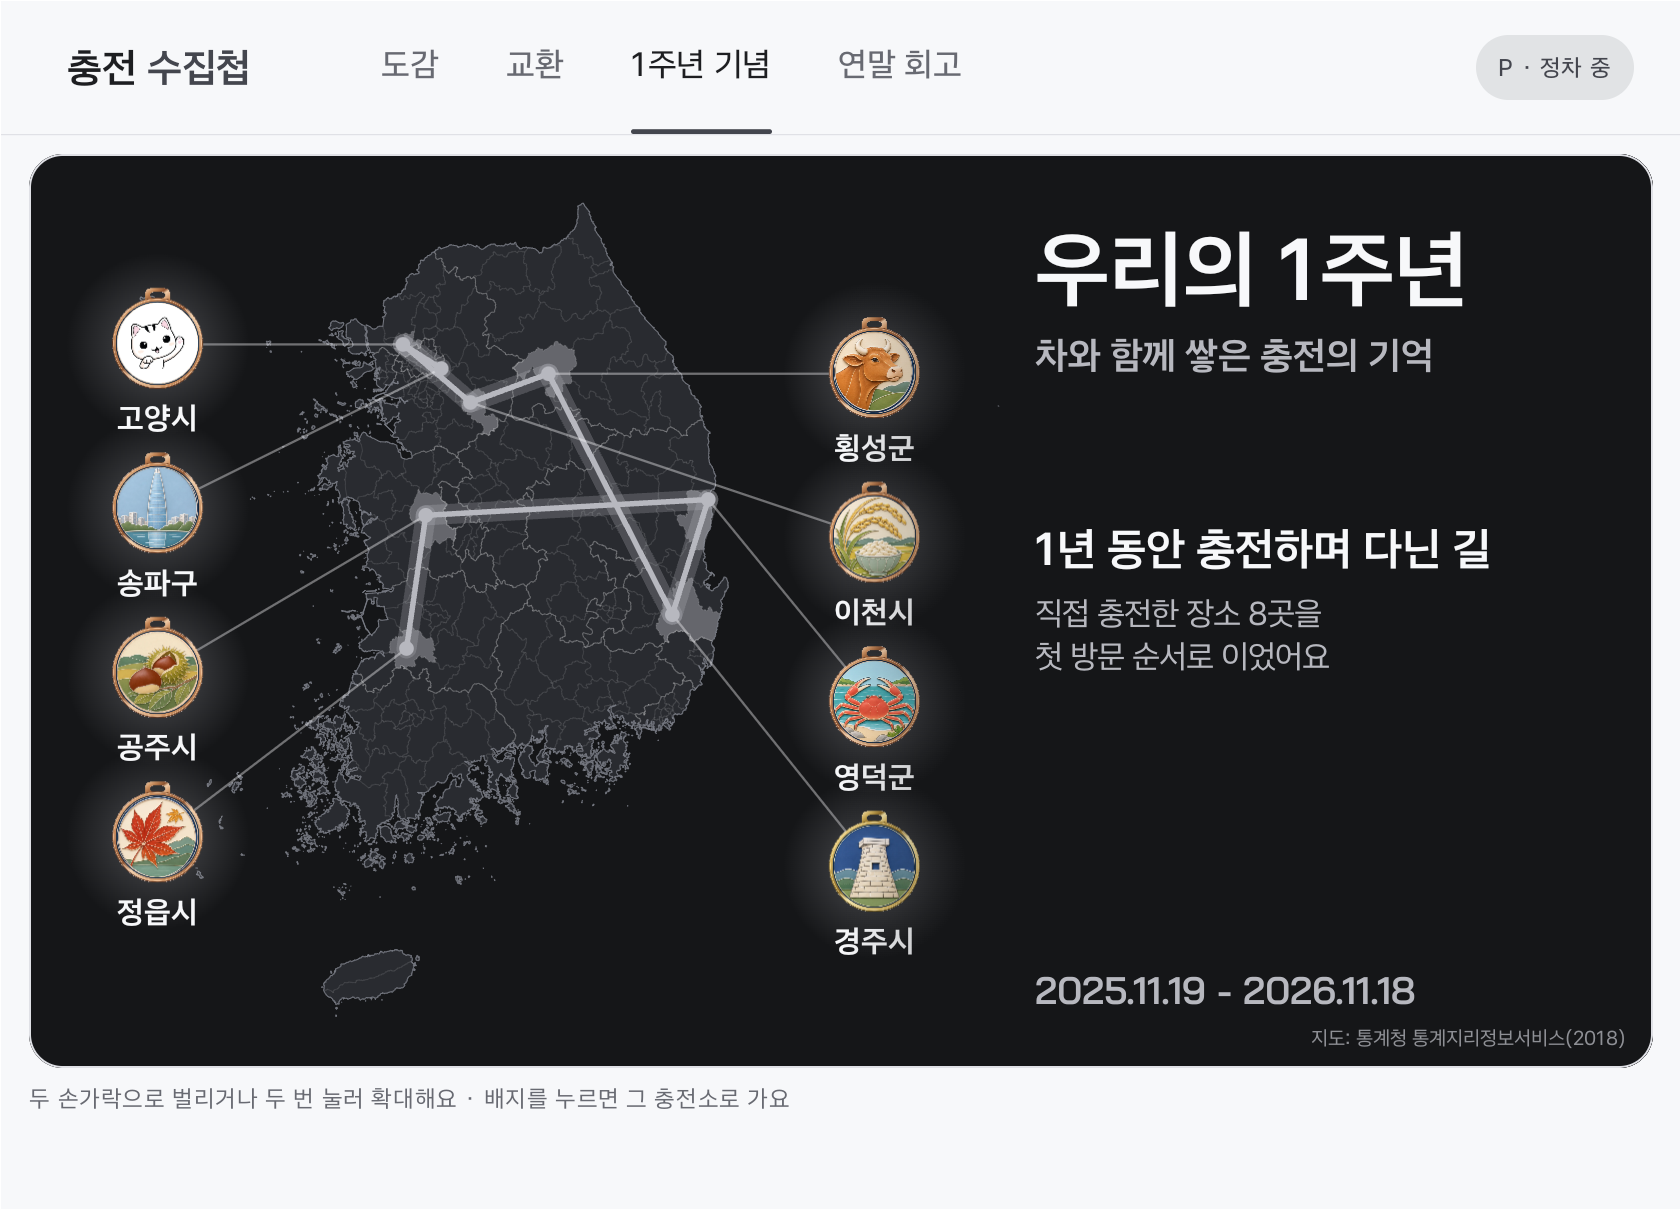 충전 수집첩
도감
교환
1주년 기념
연말 회고
P · 정차 중
고양시
송파구
공주시
정읍시
횡성군
이천시
영덕군
경주시
우리의 1주년
차와 함께 쌓은 충전의 기억
1년 동안 충전하며 다닌 길
직접 충전한 장소 8곳을
첫 방문 순서로 이었어요
2025.11.19 - 2026.11.18
지도: 통계청 통계지리정보서비스(2018)
두 손가락으로 벌리거나 두 번 눌러 확대해요 · 배지를 누르면 그 충전소로 가요